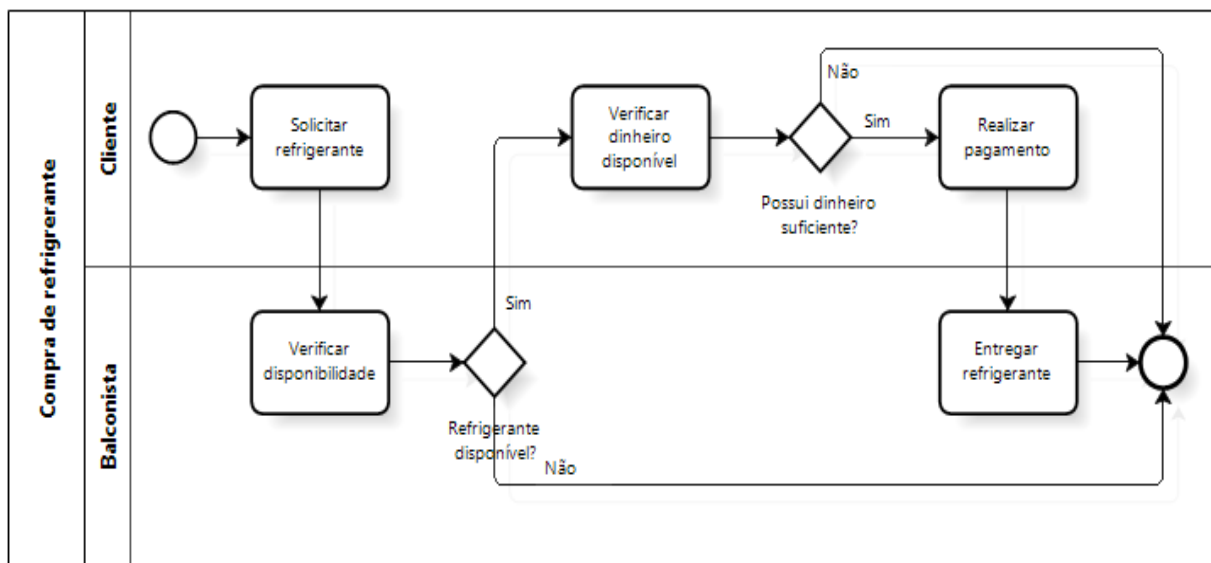 Compra de refrigrerante
Cliente
Solicitar
refrigerante
Verificar
dinheiro
disponível
Não
Sim
Possui dinheiro
suficiente?
Realizar
pagamento
Balconista
Verificar
disponibilidade
Sim
Refrigerante
disponível?
Não
Entregar
refrigerante